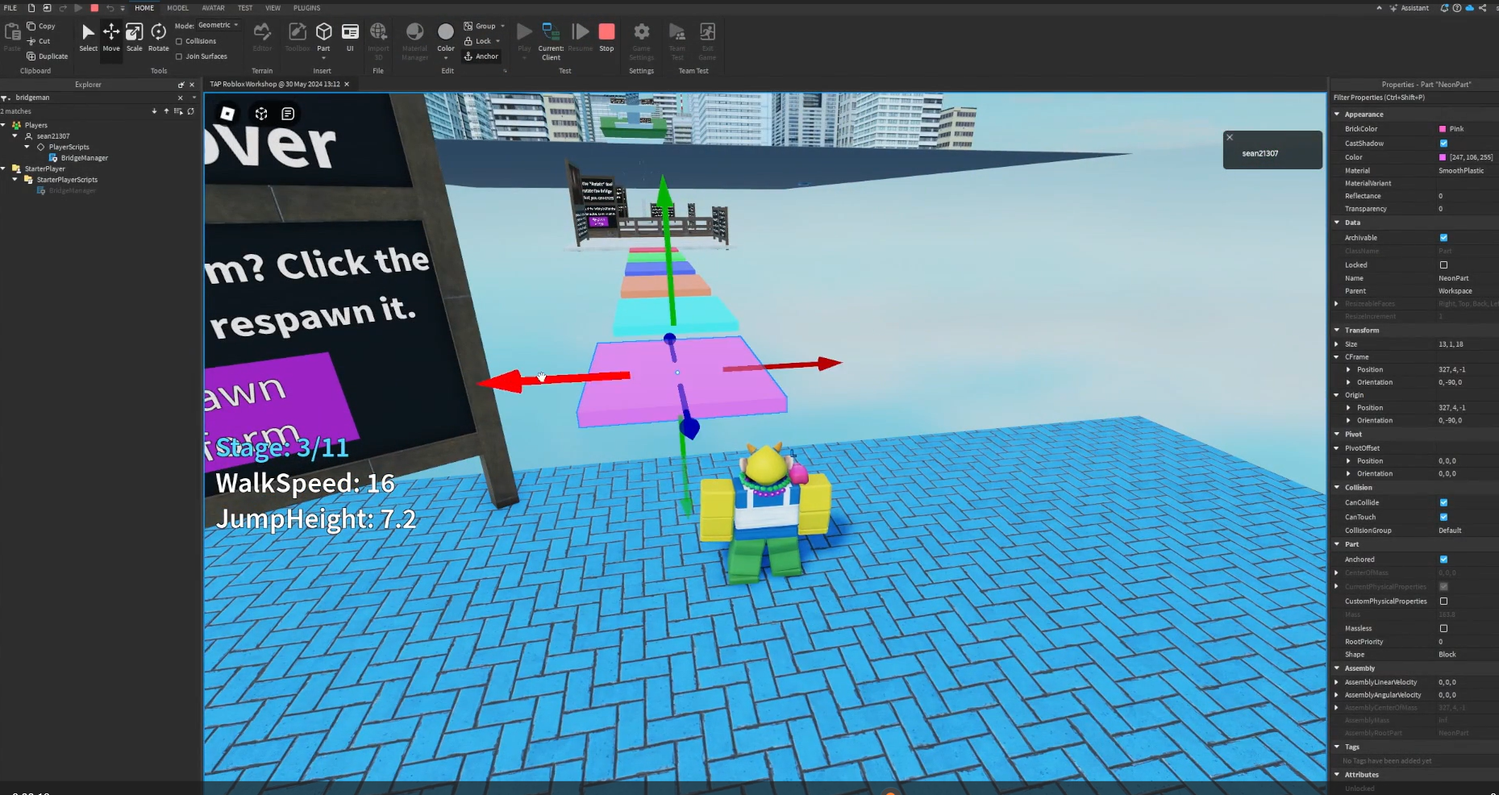 FILE HOME MODEL AVATAR TEST VIEW PLUGINS Assistant
Copy
Cut
Duplicate
Paste
Clipboard
Select Move Scale Rotate
Mode: Geometric
Collisions
Join Surfaces
Tools
Editor
Terrain
Toolbox Part UI
Insert
Import 3D
File
Material Manager
Color
Group
Lock
Anchor
Edit
Play
Current: Client
Resume
Stop
Test
Game Settings
Settings
Team Test
Exit Game
Team Test
Explorer
bridgeman
2 matches
Players
sean21307
PlayerScripts
BridgeManager
StarterPlayer
StarterPlayerScripts
BridgeManager
TAP Roblox Workshop @ 30 May 2024 13:12
over
m? Click the
respawn it.
awn
form
Stage: 3/11
WalkSpeed: 16
JumpHeight: 7.2
sean21307
Properties - Part "NeonPart"
Filter Properties (Ctrl+Shift+P)
Appearance
BrickColor Pink
CastShadow
Color [247, 106, 255]
Material SmoothPlastic
MaterialVariant
Reflectance 0
Transparency 0
Data
Archivable
ClassName Part
Locked
Name NeonPart
Parent Workspace
ResizeableFaces Right, Top, Back, Le
ResizeIncrement
Transform
Size 13, 1, 18
CFrame
Position 327, 4, -1
Orientation 0, -90, 0
Origin
Position 327, 4, -1
Orientation 0, -90, 0
Pivot
PivotOffset
Position 0, 0, 0
Orientation 0, 0, 0
Collision
CanCollide
CanTouch
CollisionGroup Default
Part
Anchored
CenterOfMass 0, 0, 0
CurrentPhysicalProperties
CustomPhysicalProperties
Mass
Massless
RootPriority 0
Shape Block
Assembly
AssemblyLinearVelocity 0, 0, 0
AssemblyAngularVelocity 0, 0, 0
AssemblyCenterOfMass 327, 4, -1
AssemblyMass inf
AssemblyRootPart NeonPart
Tags
No Tags have been added yet
Attributes
Unlocked